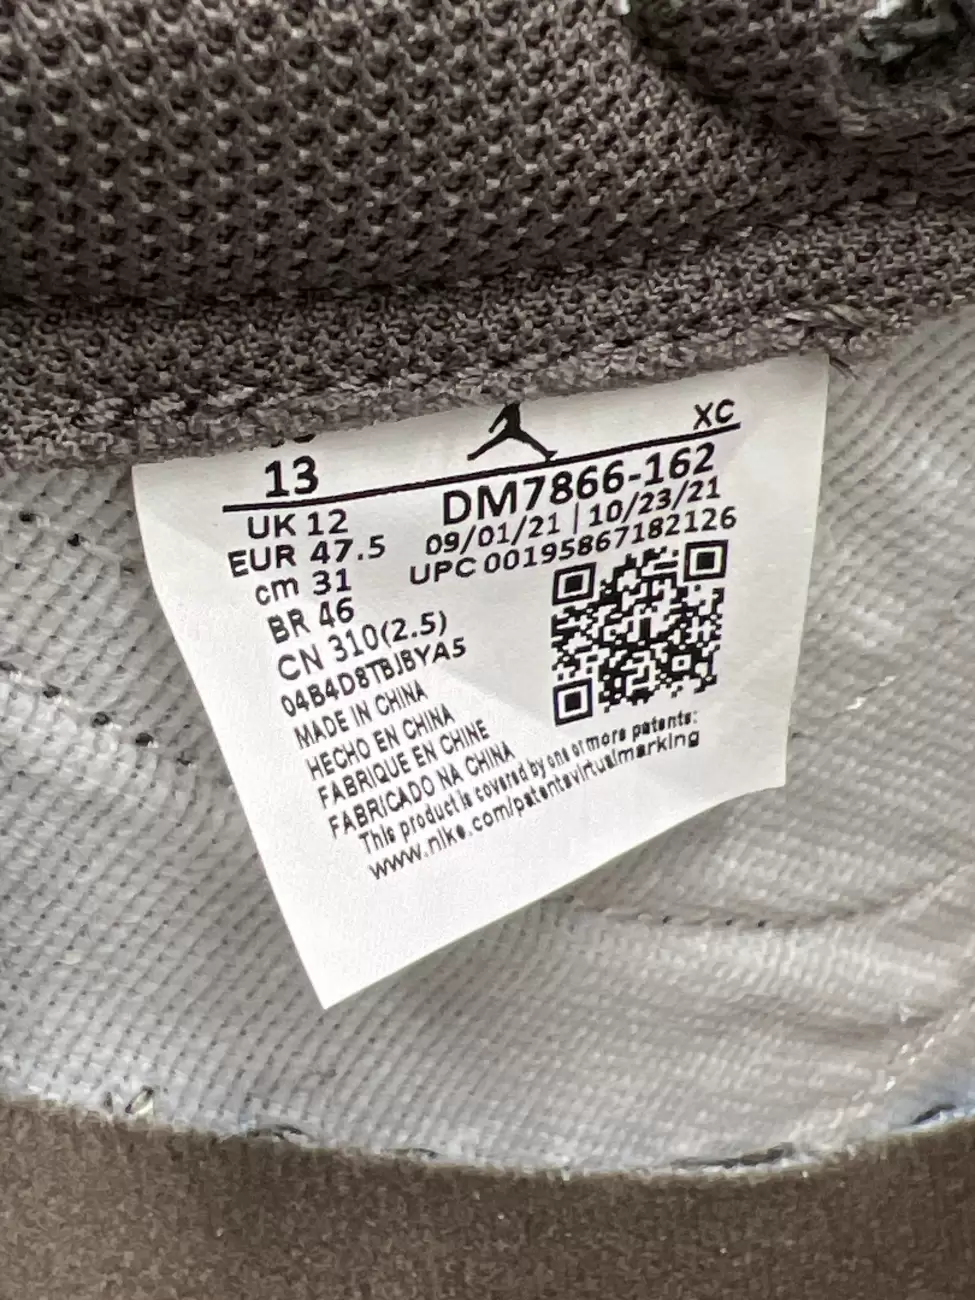 13
XC
UK 12
DM7866-162
EUR 47.5
09/01/21 | 10/23/21
cm 31
UPC 00195867182126
BR 46
CN 310(2.5)
04B4D8TBJBYA5
MADE IN CHINA
HECHO EN CHINA
FABRIQUE EN CHINE
FABRICADO NA CHINA
This product is covered by one or more patents:
www.nike.com/patentsvirtualmarking